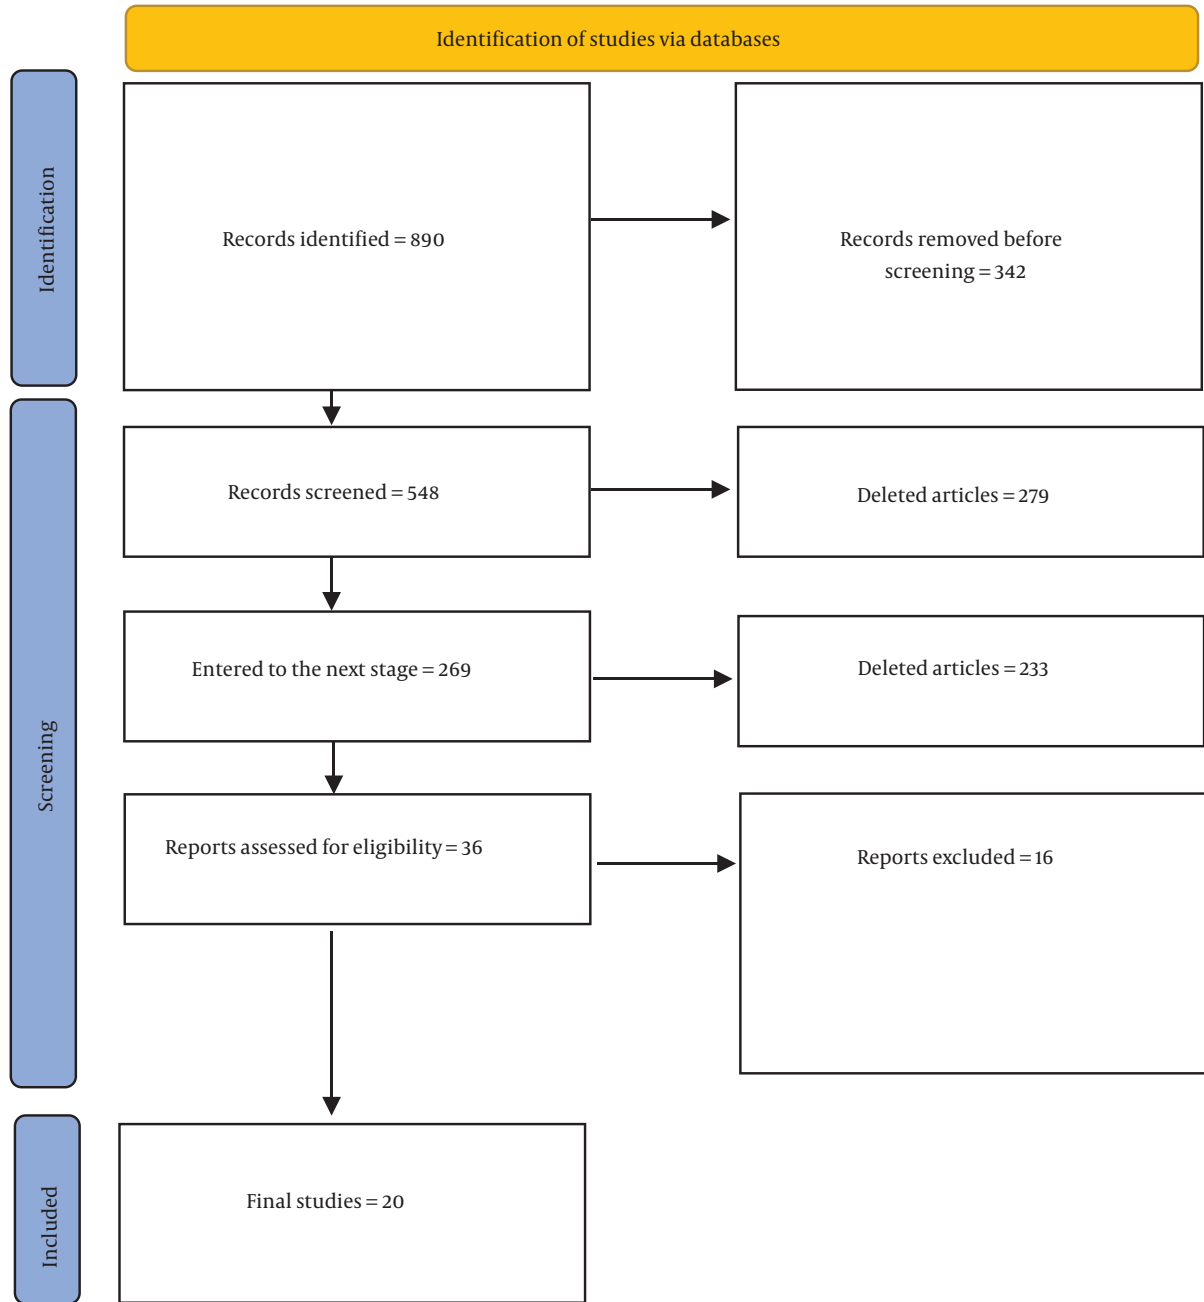 Identification of studies via databases
Identification
Records identified = 890
Records removed before
screening = 342
Screening
Records screened = 548
Deleted articles = 279
Entered to the next stage = 269
Deleted articles = 233
Reports assessed for eligibility = 36
Reports excluded = 16
Included
Final studies = 20